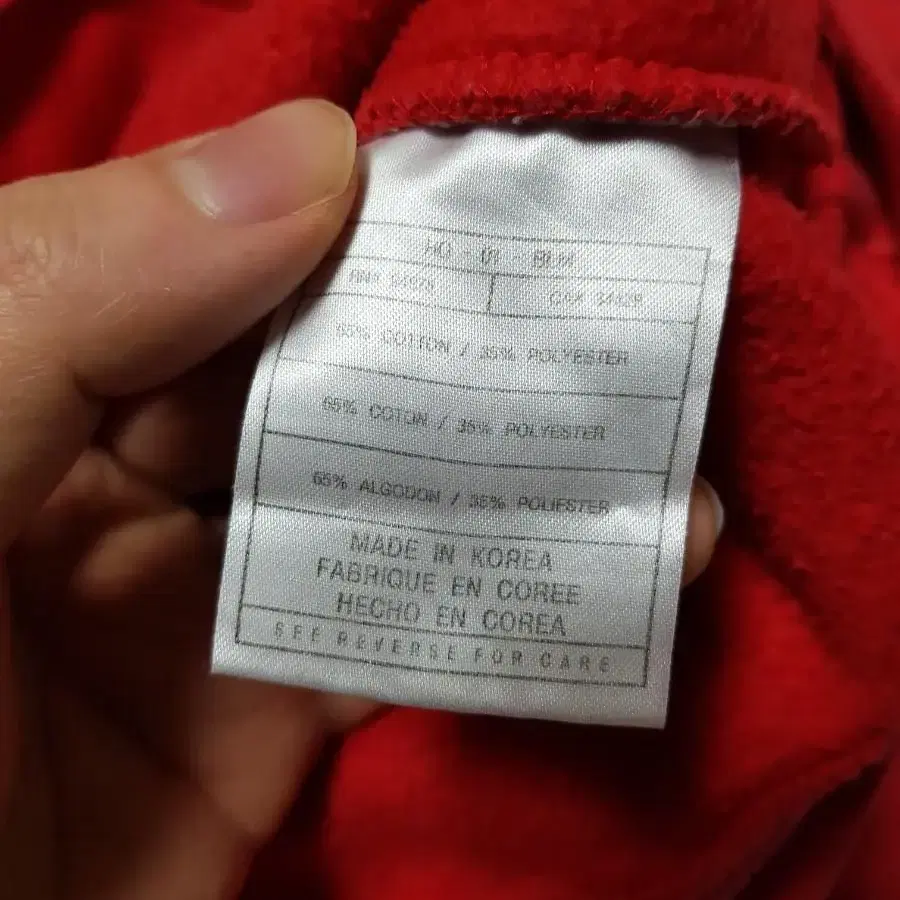 65% COTTON / 35% POLYESTER
65% COTON / 35% POLYESTER
65% ALGODON / 35% POLIESTER
MADE IN KOREA
FABRIQUE EN COREE
HECHO EN COREA
SEE REVERSE FOR CARE